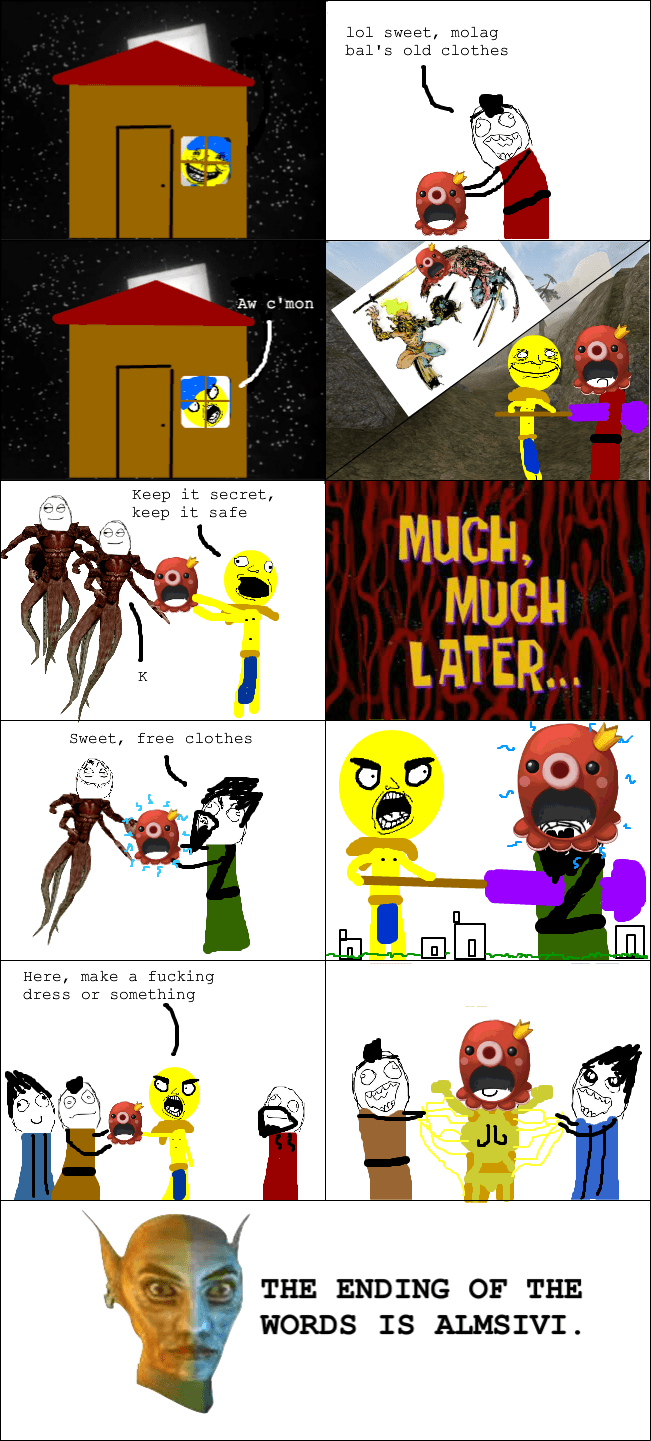 lol sweet, molag
bal's old clothes
Aw c'mon
Keep it secret,
keep it safe
K
MUCH,
MUCH
LATER...
Sweet, free clothes
Here, make a fucking
dress or something
THE ENDING OF THE
WORDS IS ALMSIVI.